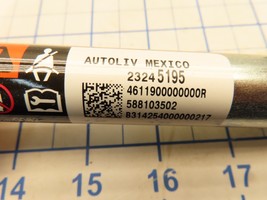 AUTOLIV MEXICO
23245195
4611900000000R
588103502
B314254000000217
14 15 16 17